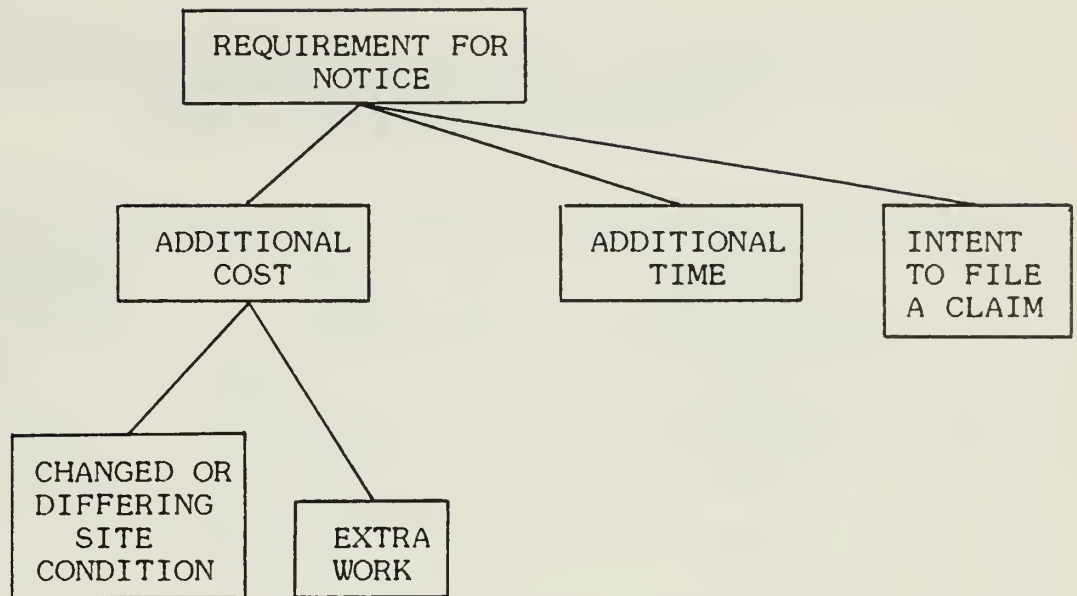 REQUIREMENT FOR
NOTICE
ADDITIONAL
COST
ADDITIONAL
TIME
INTENT
TO FILE
A CLAIM
CHANGED OR
DIFFERING
SITE
CONDITION
EXTRA
WORK